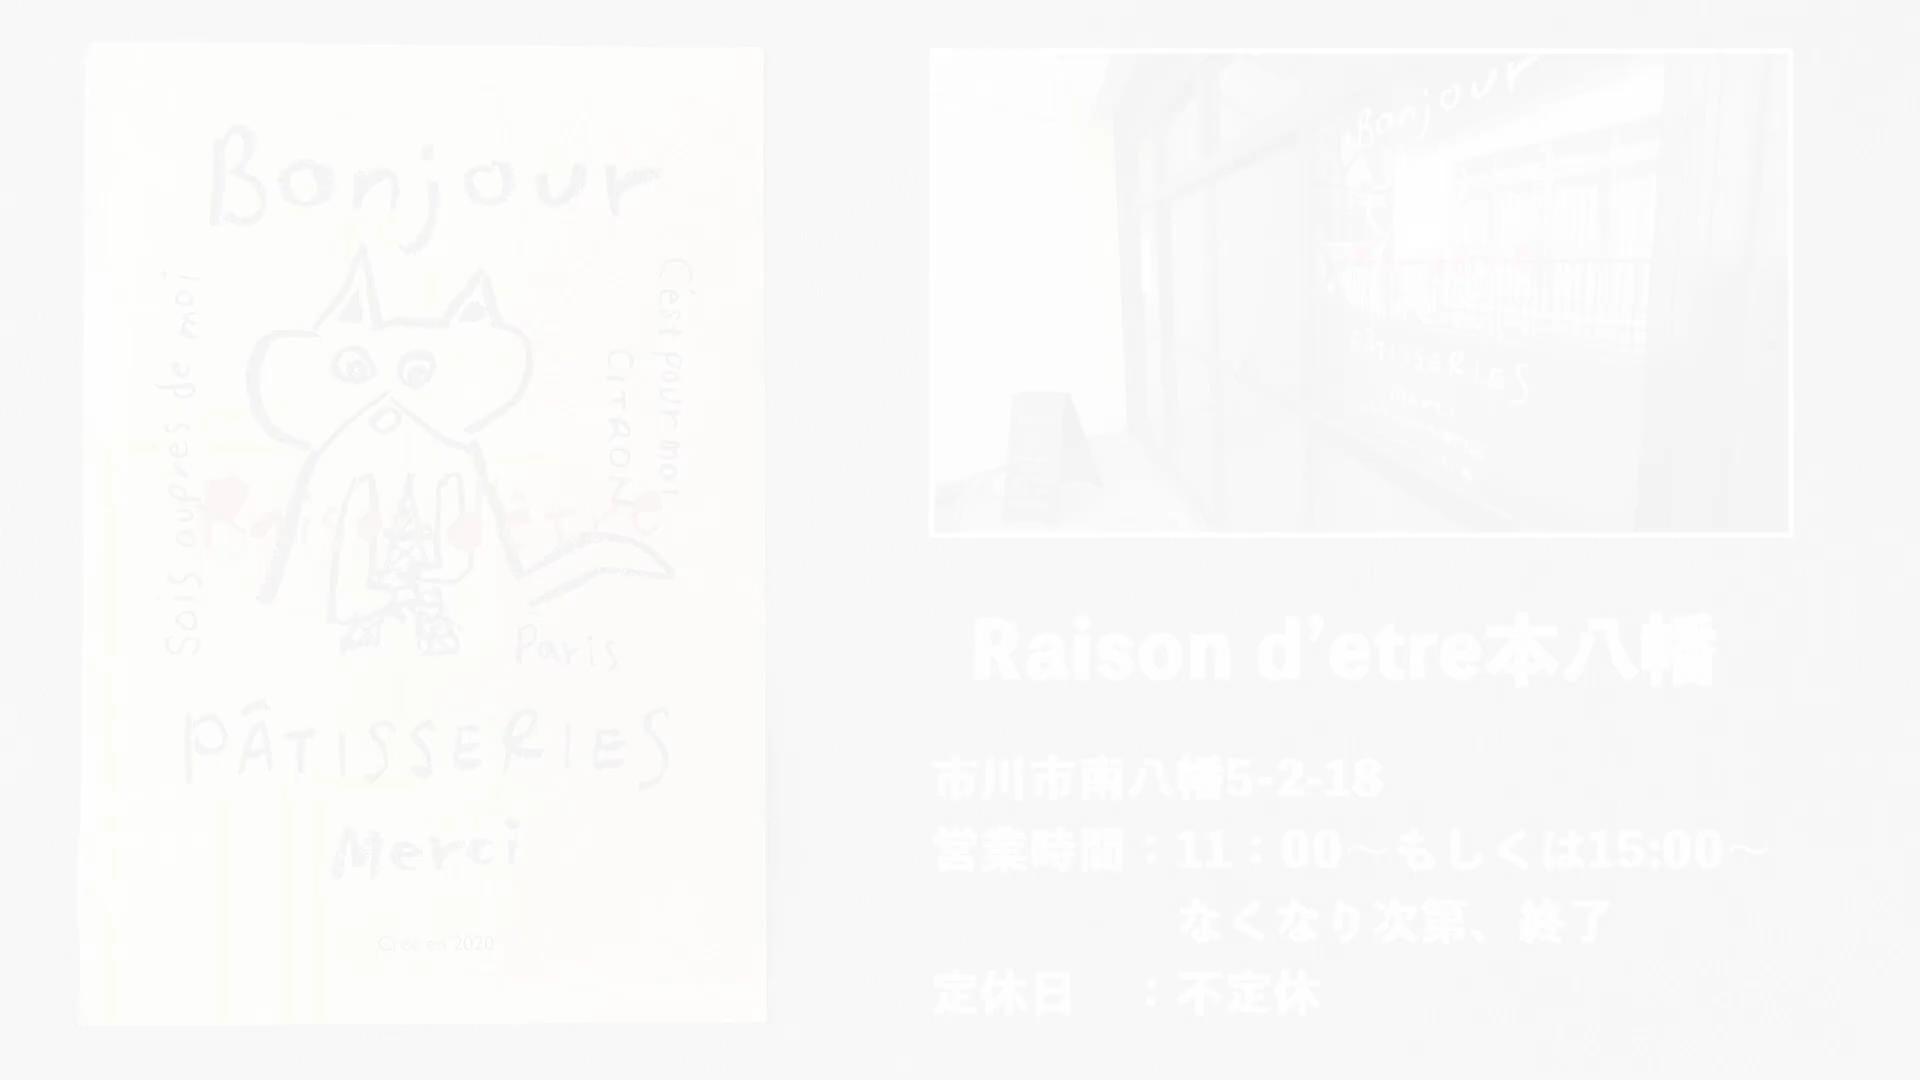 Bonjour
Sois auprès de moi
C'est pour moi
CITRON
Raison d'être
Paris
PÂTISSERIES
Merci
Créé en 2020
Bonjour
PÂTISSERIES
Merci
Raison d’etre本八幡
市川市南八幡5-2-18
営業時間：11：00～もしくは15:00～
なくなり次第、終了
定休日　：不定休